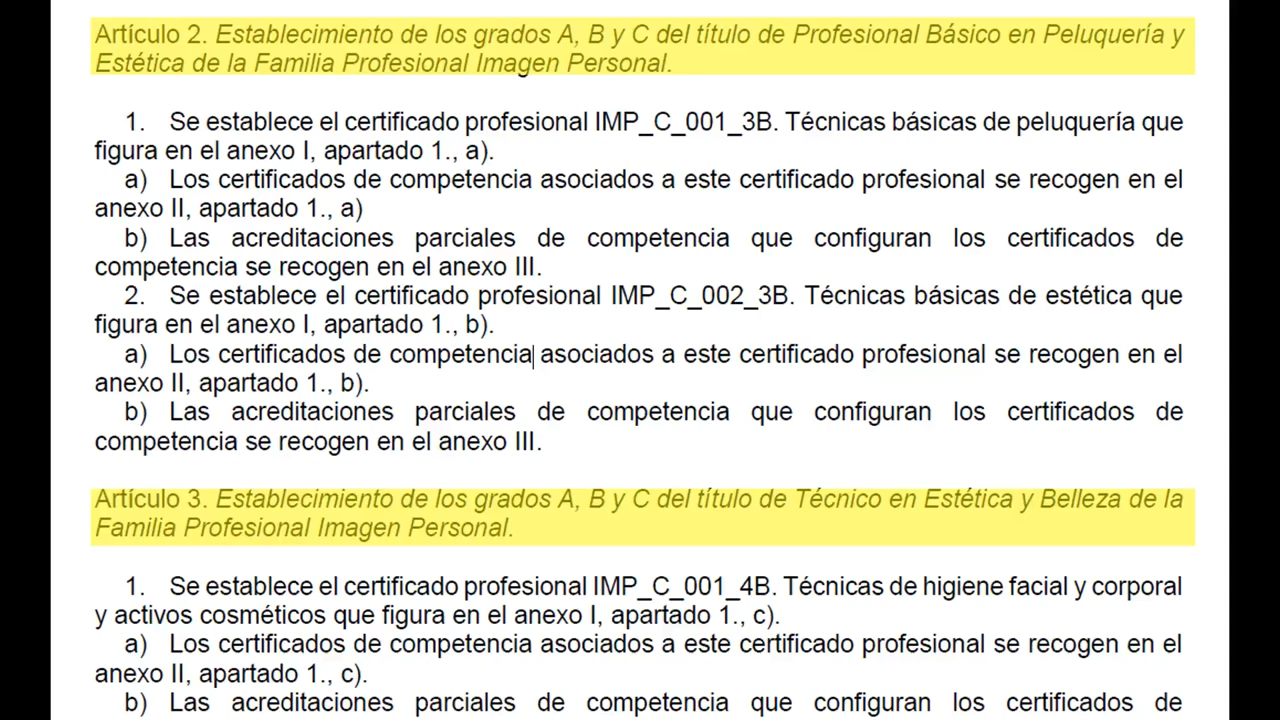 Artículo 2. Establecimiento de los grados A, B y C del título de Profesional Básico en Peluquería y
Estética de la Familia Profesional Imagen Personal.
1. Se establece el certificado profesional IMP_C_001_3B. Técnicas básicas de peluquería que
figura en el anexo I, apartado 1., a).
a) Los certificados de competencia asociados a este certificado profesional se recogen en el
anexo II, apartado 1., a)
b) Las acreditaciones parciales de competencia que configuran los certificados de
competencia se recogen en el anexo III.
2. Se establece el certificado profesional IMP_C_002_3B. Técnicas básicas de estética que
figura en el anexo I, apartado 1., b).
a) Los certificados de competencia asociados a este certificado profesional se recogen en el
anexo II, apartado 1., b).
b) Las acreditaciones parciales de competencia que configuran los certificados de
competencia se recogen en el anexo III.
Artículo 3. Establecimiento de los grados A, B y C del título de Técnico en Estética y Belleza de la
Familia Profesional Imagen Personal.
1. Se establece el certificado profesional IMP_C_001_4B. Técnicas de higiene facial y corporal
y activos cosméticos que figura en el anexo I, apartado 1., c).
a) Los certificados de competencia asociados a este certificado profesional se recogen en el
anexo II, apartado 1., c).
b) Las acreditaciones parciales de competencia que configuran los certificados de